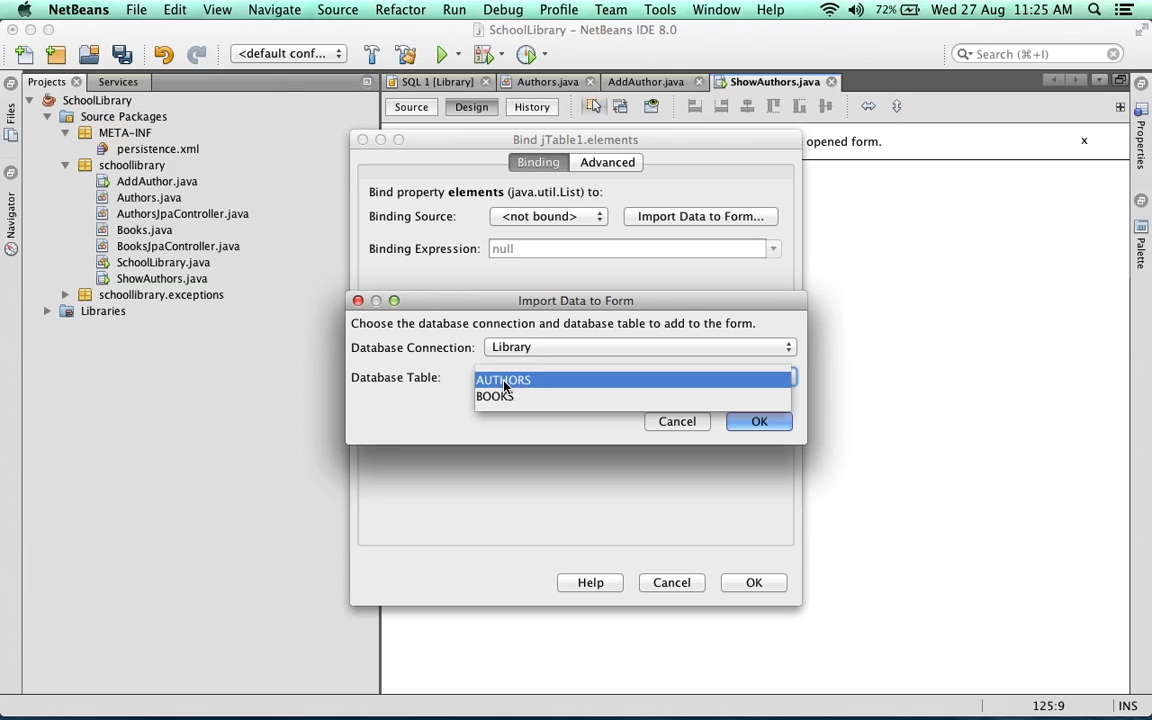 NetBeans File Edit View Navigate Source Refactor Run Debug Profile Team Tools Window Help 72% Wed 27 Aug 11:25 AM
SchoolLibrary – NetBeans IDE 8.0
<default conf... Search (⌘+I)
Projects Services SQL 1 [Library] Authors.java AddAuthor.java ShowAuthors.java
Source Design History
Files
Navigator
Properties
Palette
SchoolLibrary
Source Packages
META-INF
persistence.xml
schoollibrary
AddAuthor.java
Authors.java
AuthorsJpaController.java
Books.java
BooksJpaController.java
SchoolLibrary.java
ShowAuthors.java
schoollibrary.exceptions
Libraries
opened form. x
Bind jTable1.elements
Binding Advanced
Bind property elements (java.util.List) to:
Binding Source: <not bound> Import Data to Form...
Binding Expression: null
Import Data to Form
Choose the database connection and database table to add to the form.
Database Connection: Library
Database Table:
AUTHORS
BOOKS
Cancel OK
Help Cancel OK
125:9 INS